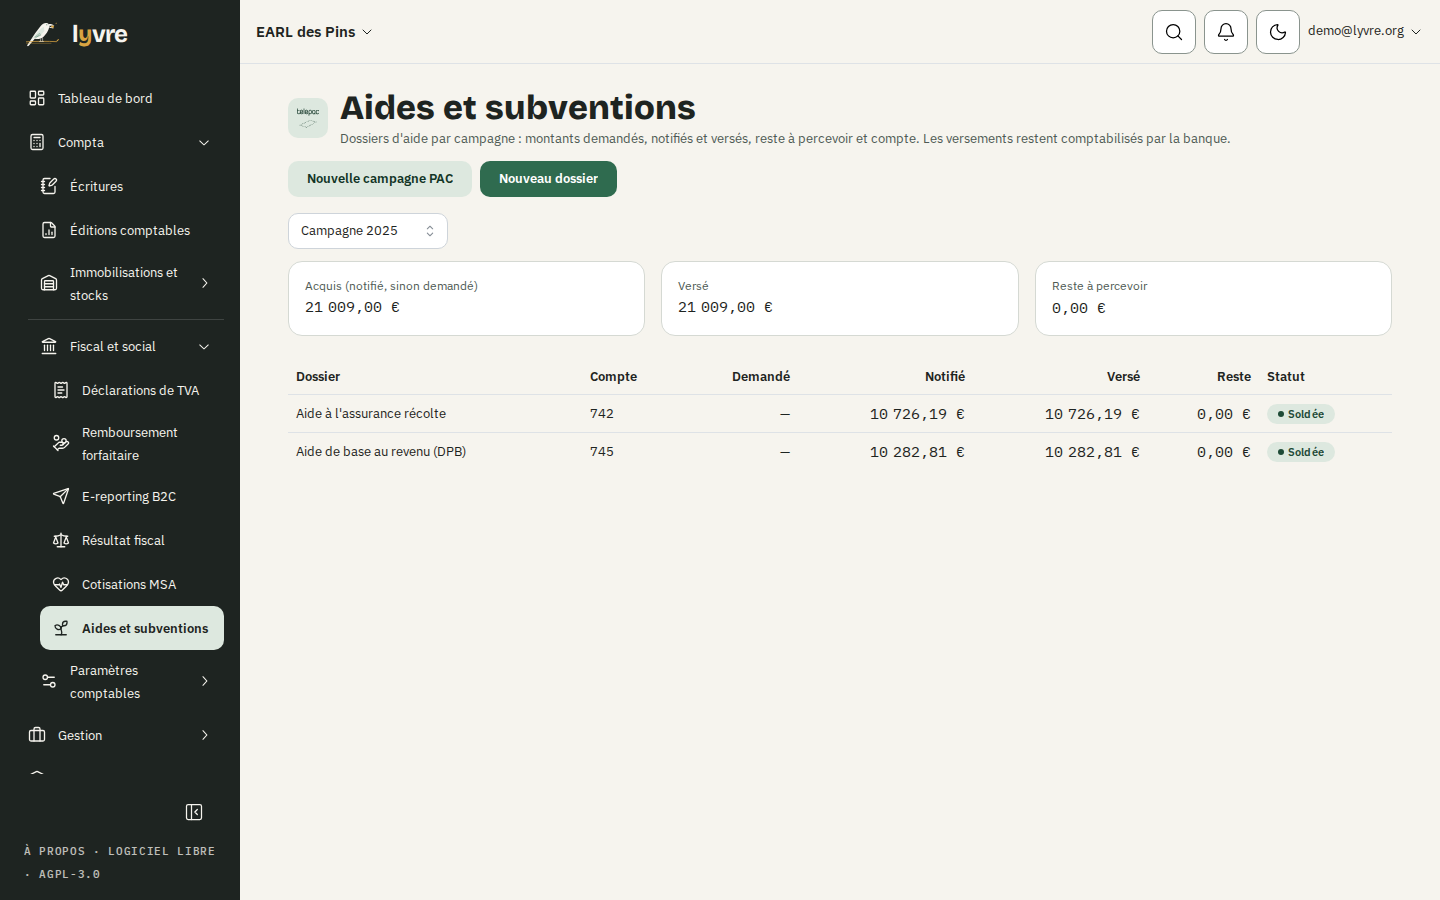 lyvre
EARL des Pins
demo@lyvre.org
Tableau de bord
Compta
Écritures
Éditions comptables
Immobilisations et
stocks
Fiscal et social
Déclarations de TVA
Remboursement
forfaitaire
E-reporting B2C
Résultat fiscal
Cotisations MSA
Aides et subventions
Paramètres
comptables
Gestion
À PROPOS · LOGICIEL LIBRE
· AGPL-3.0
telepac
Aides et subventions
Dossiers d'aide par campagne : montants demandés, notifiés et versés, reste à percevoir et compte. Les versements restent comptabilisés par la banque.
Nouvelle campagne PAC
Nouveau dossier
Campagne 2025
Acquis (notifié, sinon demandé)
21 009,00 €
Versé
21 009,00 €
Reste à percevoir
0,00 €
Dossier Compte Demandé Notifié Versé Reste Statut
Aide à l'assurance récolte 742 — 10 726,19 € 10 726,19 € 0,00 € Soldée
Aide de base au revenu (DPB) 745 — 10 282,81 € 10 282,81 € 0,00 € Soldée